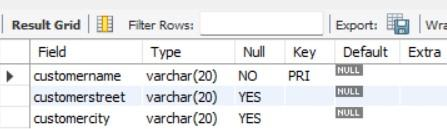 Result Grid Filter Rows: Export: Wra
Field Type Null Key Default Extra
customername varchar(20) NO PRI NULL
customerstreet varchar(20) YES NULL
customercity varchar(20) YES NULL